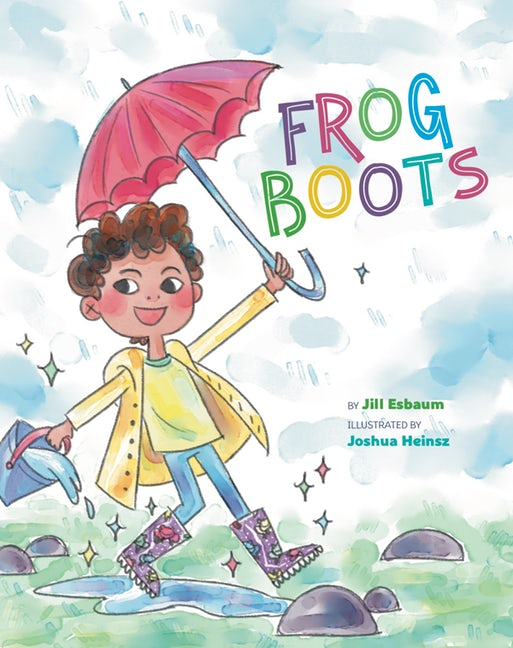 FROG
BOOTS
BY Jill Esbaum
ILLUSTRATED BY
Joshua Heinsz